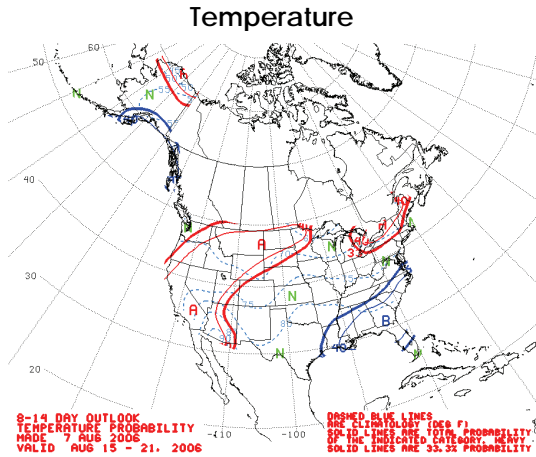 Temperature
60
50
N
N
40
N
A
N
N
30
A
N
B
N
N
20
-110
-100
8-14 DAY OUTLOOK
TEMPERATURE PROBABILITY
MADE 7 AUG 2006
VALID AUG 15 - 21, 2006
DASHED BLUE LINES
ARE CLIMATOLOGY (DEG F)
SOLID LINES ARE TOTAL PROBABILITY
OF THE INDICATED CATEGORY. HEAVY
SOLID LINES ARE 33.3% PROBABILITY